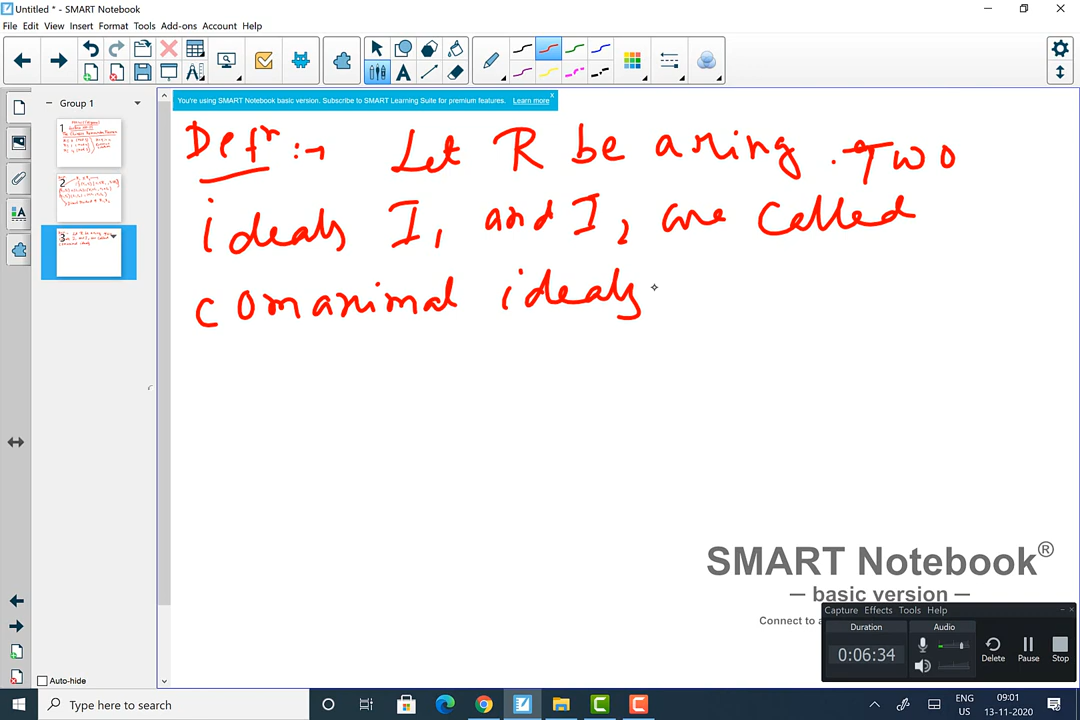 Untitled * - SMART Notebook
File Edit View Insert Format Tools Add-ons Account Help
Group 1
You're using SMART Notebook basic version. Subscribe to SMART Learning Suite for premium features. Learn more
Defn :→ Let R be a ring . Two
ideals I1 and I2 are called
comaximal ideals
1
2
3
SMART Notebook®
— basic version —
Connect to a
Capture Effects Tools Help
Duration Audio
0:06:34
Delete Pause Stop
Auto-hide
Type here to search
ENG
US
09:01
13-11-2020